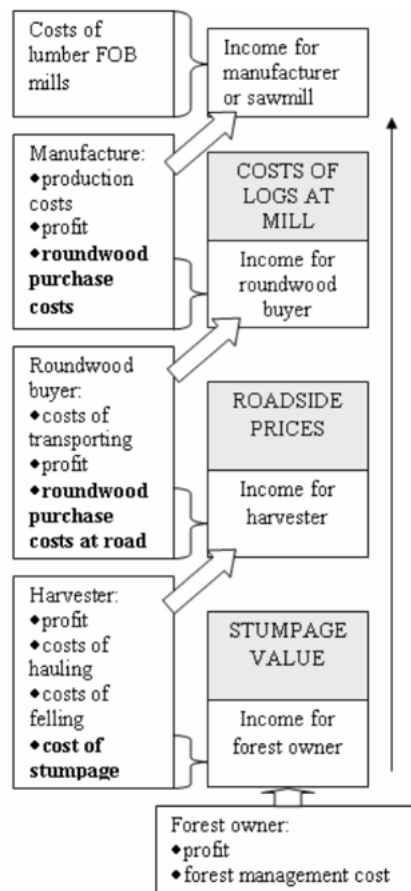 Costs of
lumber FOB
mills
Income for
manufacturer
or sawmill
Manufacture:
◆production
costs
◆profit
◆roundwood
purchase
costs
COSTS OF
LOGS AT
MILL
Income for
roundwood
buyer
Roundwood
buyer:
◆costs of
transporting
◆profit
◆roundwood
purchase
costs at road
ROADSIDE
PRICES
Income for
harvester
Harvester:
◆profit
◆costs of
hauling
◆costs of
felling
◆cost of
stumpage
STUMPAGE
VALUE
Income for
forest owner
Forest owner:
◆profit
◆forest management cost